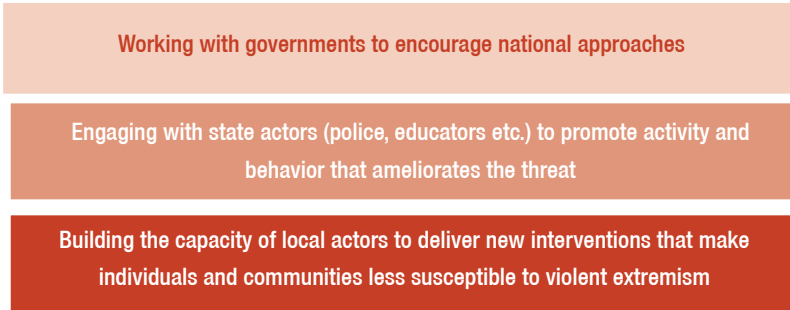 Working with governments to encourage national approaches
Engaging with state actors (police, educators etc.) to promote activity and
behavior that ameliorates the threat
Building the capacity of local actors to deliver new interventions that make
individuals and communities less susceptible to violent extremism